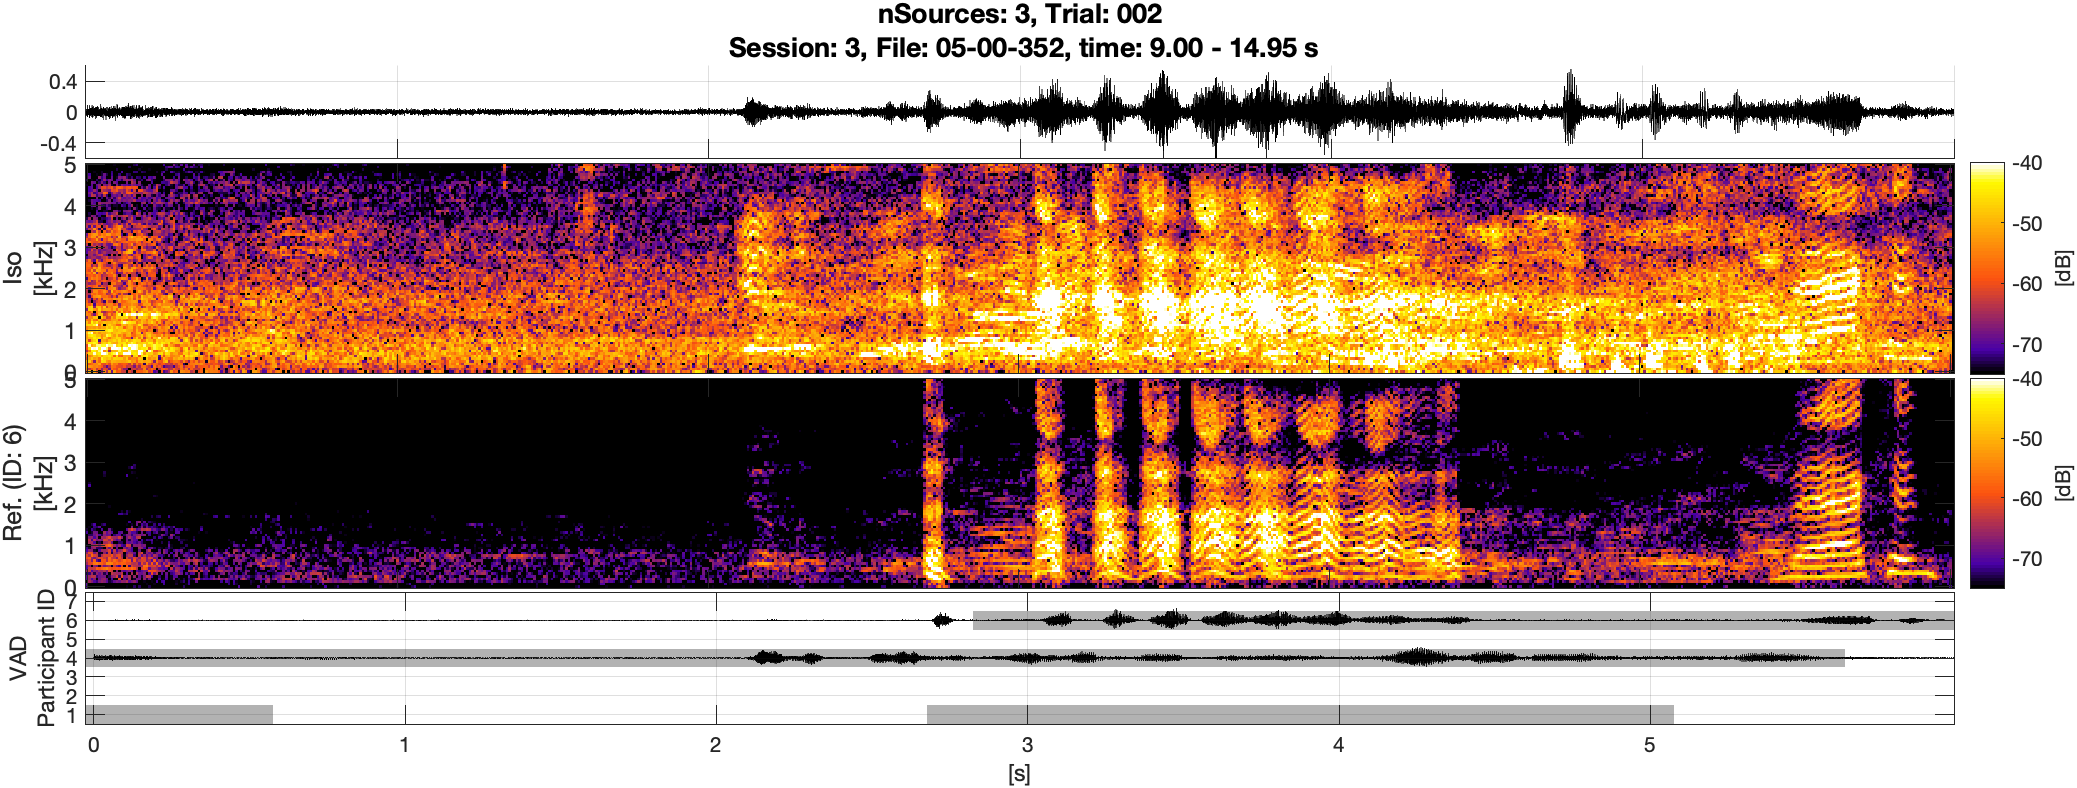 nSources: 3, Trial: 002
Session: 3, File: 05-00-352, time: 9.00 - 14.95 s
0.4
0
-0.4
5
4
3
2
1
0
Iso
[kHz]
-40
-50
-60
-70
[dB]
5
4
3
2
1
0
Ref. (ID: 6)
[kHz]
-40
-50
-60
-70
[dB]
7
6
5
4
3
2
1
VAD
Participant ID
0 1 2 3 4 5
[s]